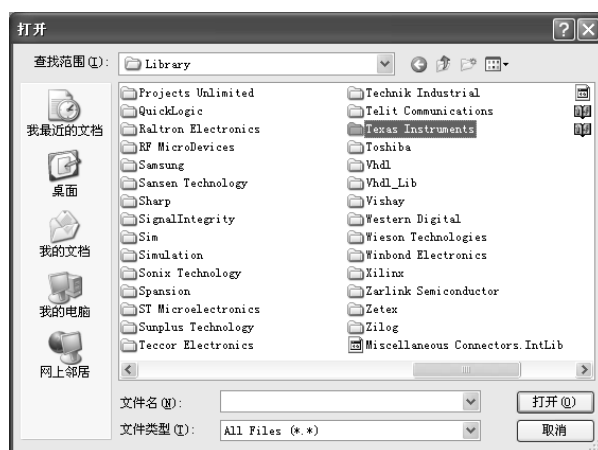 打开
查找范围(I): Library
我最近的文档
桌面
我的文档
我的电脑
网上邻居
Projects Unlimited
QuickLogic
Raltron Electronics
RF MicroDevices
Samsung
Sansen Technology
Sharp
SignalIntegrity
Sim
Simulation
Sonix Technology
Spansion
ST Microelectronics
Sunplus Technology
Teccor Electronics
Technik Industrial
Telit Communications
Texas Instruments
Toshiba
Vhdl
Vhdl_Lib
Vishay
Western Digital
Wieson Technologies
Winbond Electronics
Xilinx
Zarlink Semiconductor
Zetex
Zilog
Miscellaneous Connectors.IntLib
文件名(N): 打开(O)
文件类型(T): All Files (*.*) 取消